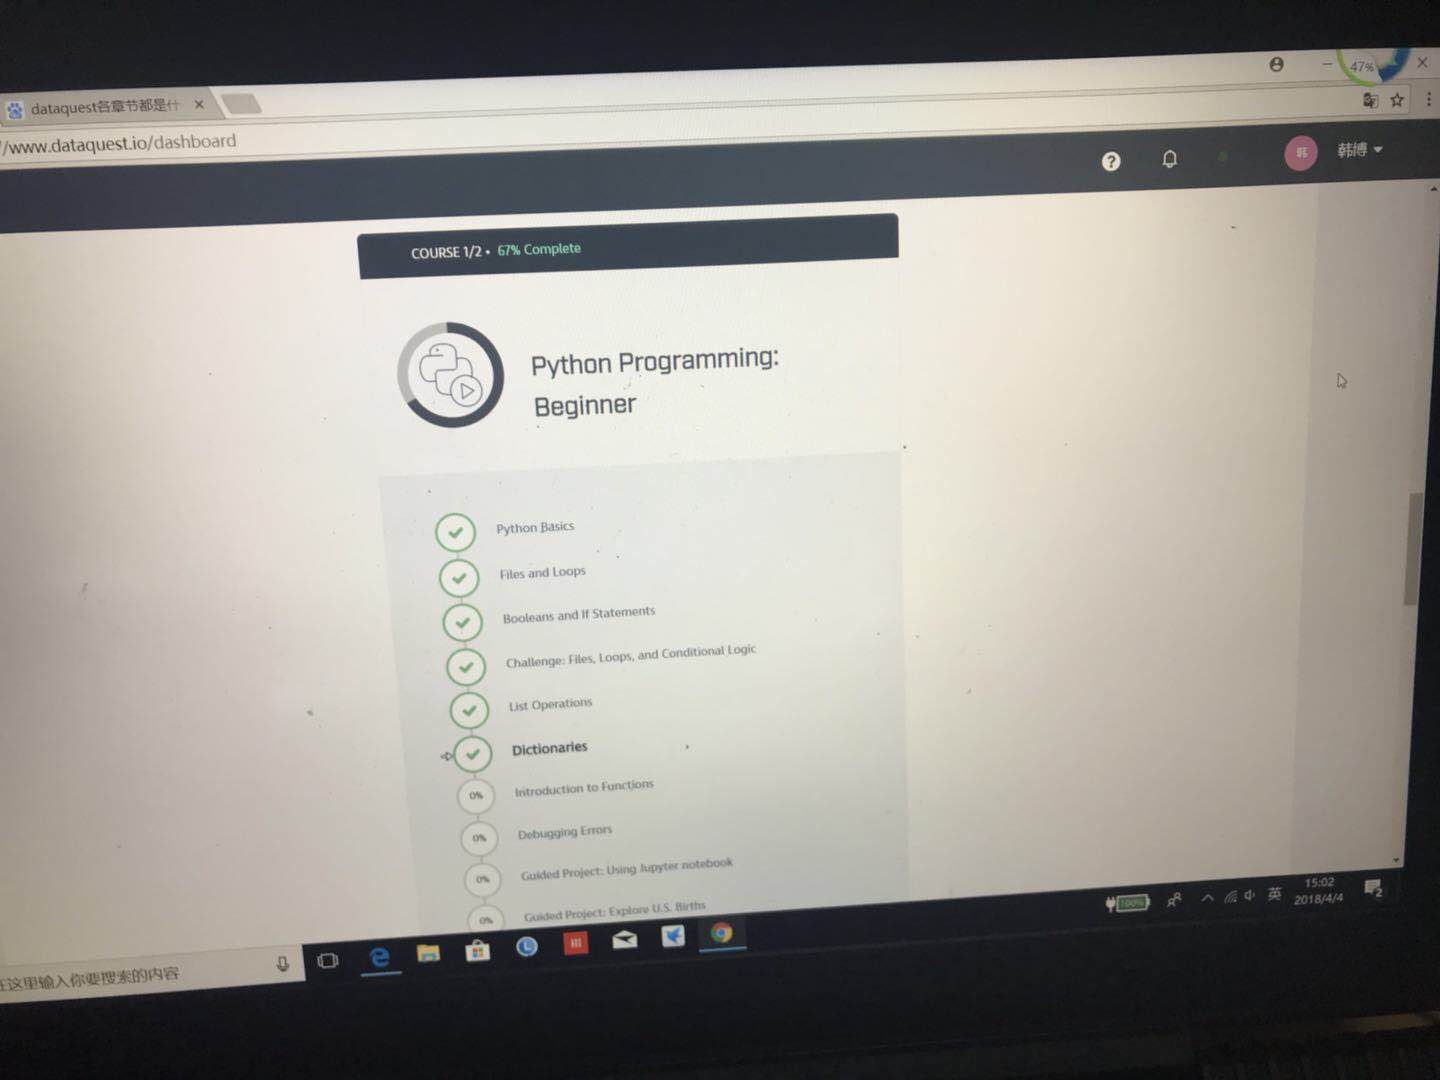 47%
dataquest各章节都是什
//www.dataquest.io/dashboard
?
韩
韩博
COURSE 1/2 • 67% Complete
Python Programming:
Beginner
Python Basics
Files and Loops
Booleans and If Statements
Challenge: Files, Loops, and Conditional Logic
List Operations
Dictionaries
0% Introduction to Functions
0% Debugging Errors
0% Guided Project: Using Jupyter notebook
0% Guided Project: Explore U.S. Births
在这里输入你要搜索的内容
100%
英
15:02
2018/4/4
2